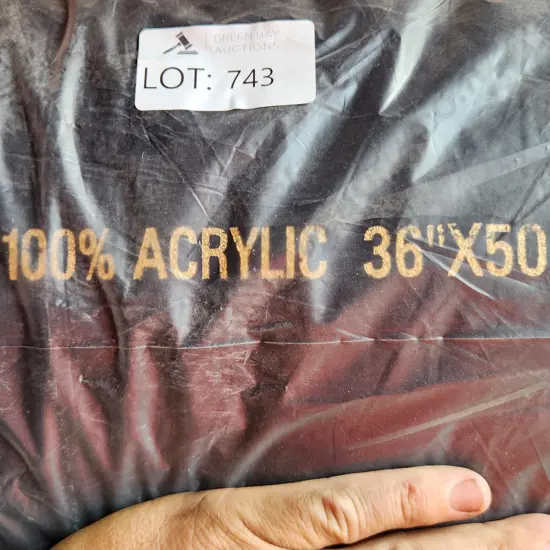 GREEN BAY
AUCTIONS
LOT: 743
100% ACRYLIC 36"X50